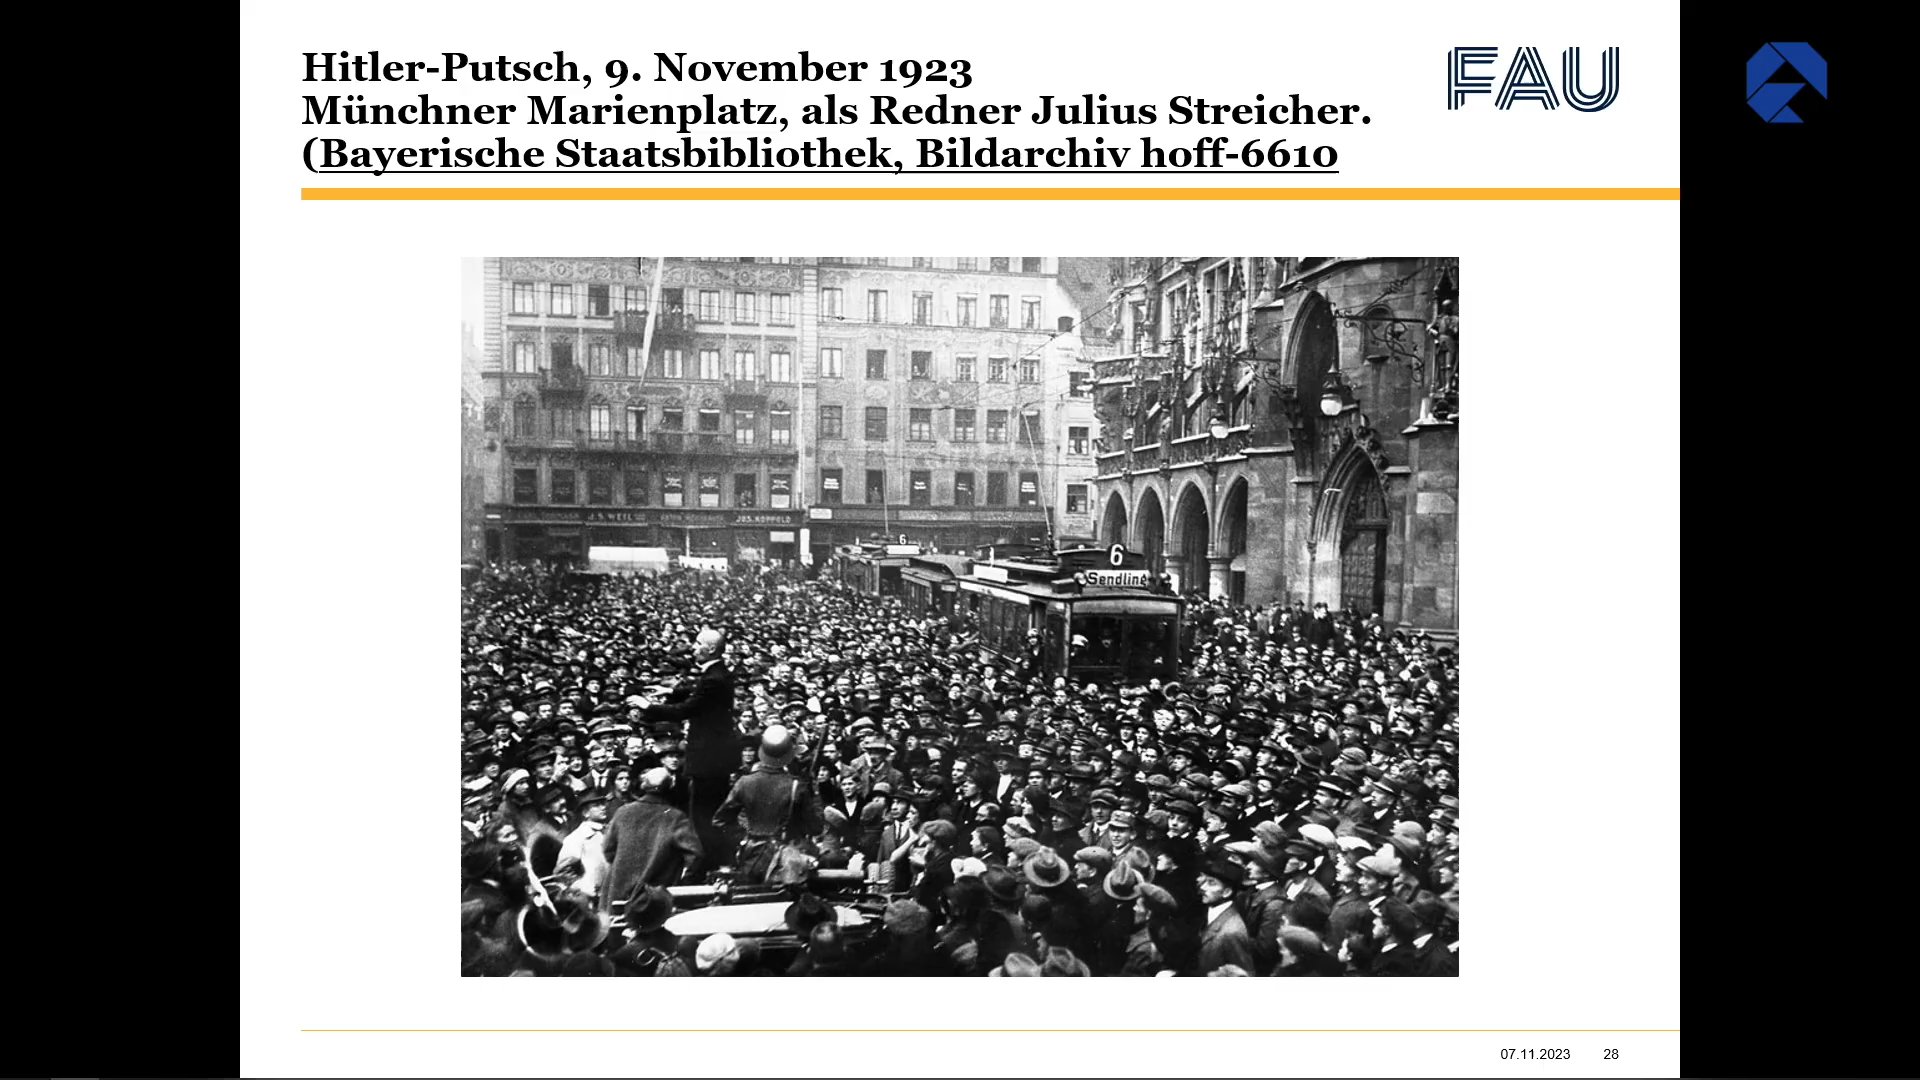 Hitler-Putsch, 9. November 1923
Münchner Marienplatz, als Redner Julius Streicher.
(Bayerische Staatsbibliothek, Bildarchiv hoff-6610
FAU
J.S. WEIL
JOS. KOPPOLD
6
6
Sendling
07.11.2023 28